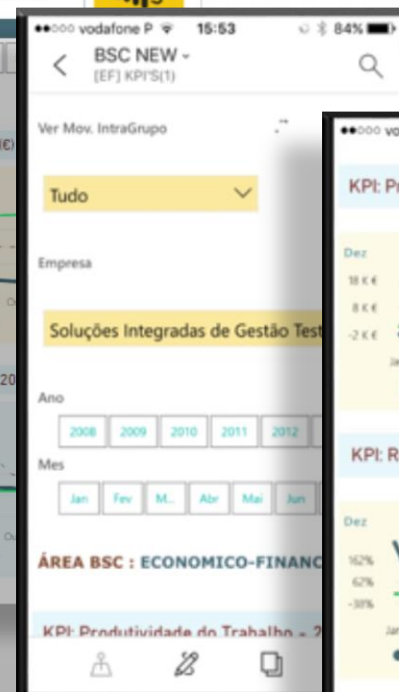 vodafone P 15:53 84%
BSC NEW
[EF] KPI'S(1)
Ver Mov. IntraGrupo
Tudo
Empresa
Soluções Integradas de Gestão Test
Ano
2008 2009 2010 2011 2012
Mes
Jan Fev M... Abr Mai Jun
ÁREA BSC : ECONOMICO-FINANC
KPI: Produtividade do Trabalho - 2
KPI: Pr
Dez
18 K €
8 K €
-2 K €
KPI: R
Dez
162%
62%
-38%